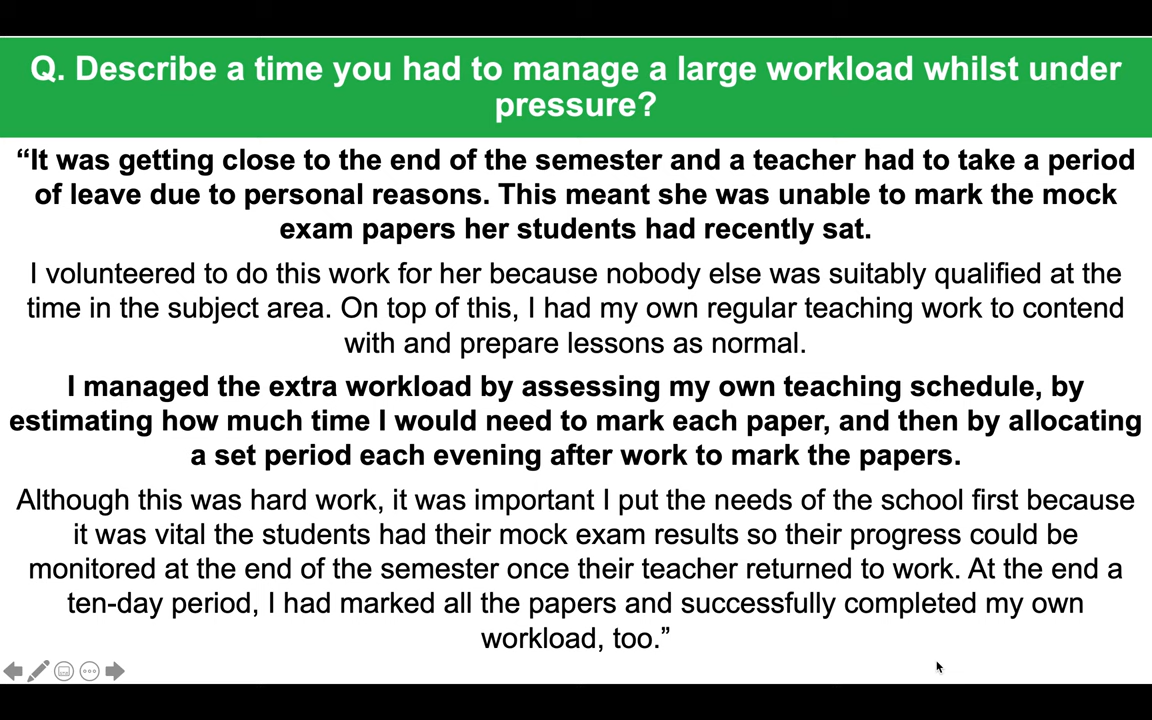 Q. Describe a time you had to manage a large workload whilst under
pressure?
“It was getting close to the end of the semester and a teacher had to take a period
of leave due to personal reasons. This meant she was unable to mark the mock
exam papers her students had recently sat.
I volunteered to do this work for her because nobody else was suitably qualified at the
time in the subject area. On top of this, I had my own regular teaching work to contend
with and prepare lessons as normal.
I managed the extra workload by assessing my own teaching schedule, by
estimating how much time I would need to mark each paper, and then by allocating
a set period each evening after work to mark the papers.
Although this was hard work, it was important I put the needs of the school first because
it was vital the students had their mock exam results so their progress could be
monitored at the end of the semester once their teacher returned to work. At the end a
ten-day period, I had marked all the papers and successfully completed my own
workload, too.”